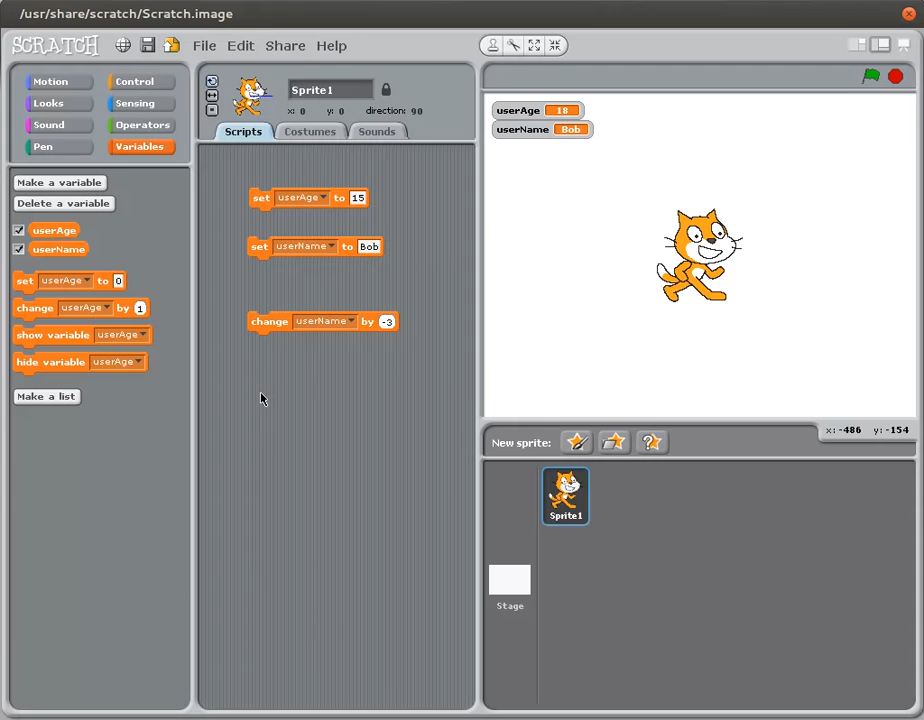 /usr/share/scratch/Scratch.image
SCRATCH File Edit Share Help
Motion Control
Looks Sensing
Sound Operators
Pen Variables
Make a variable
Delete a variable
userAge
userName
set userAge to 0
change userAge by 1
show variable userAge
hide variable userAge
Make a list
Sprite1
x: 0 y: 0 direction: 90
Scripts Costumes Sounds
set userAge to 15
set userName to Bob
change userName by -3
userAge 18
userName Bob
x: -486 y: -154
New sprite:
Sprite1
Stage